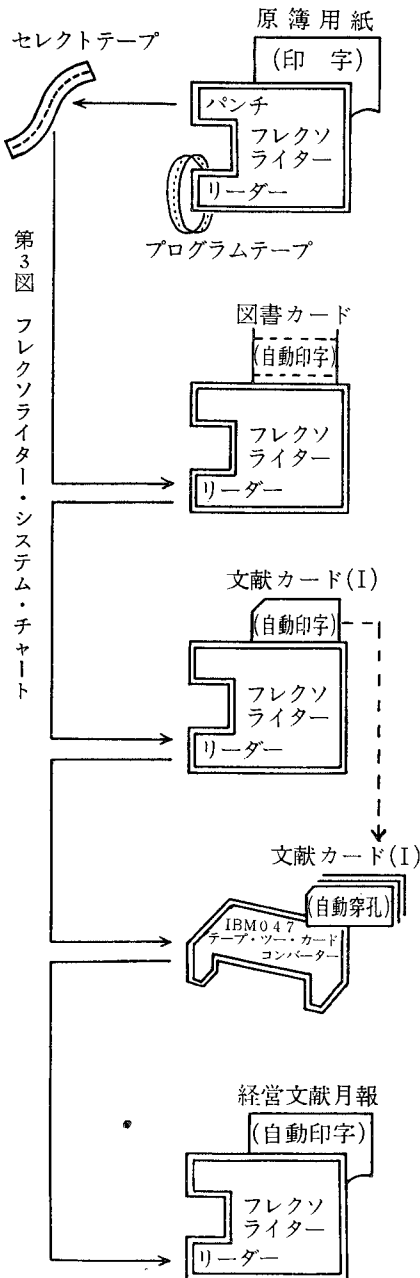 セレクトテープ
原簿用紙
(印 字)
パンチ
フレクソ
ライター
リーダー
プログラムテープ
第3図 フレクソライター・システム・チャート
図書カード
(自動印字)
フレクソ
ライター
リーダー
文献カード(I)
(自動印字)
フレクソ
ライター
リーダー
文献カード(I)
(自動穿孔)
IBM047
テープ・ツー・カード
コンバーター
経営文献月報
(自動印字)
フレクソ
ライター
リーダー